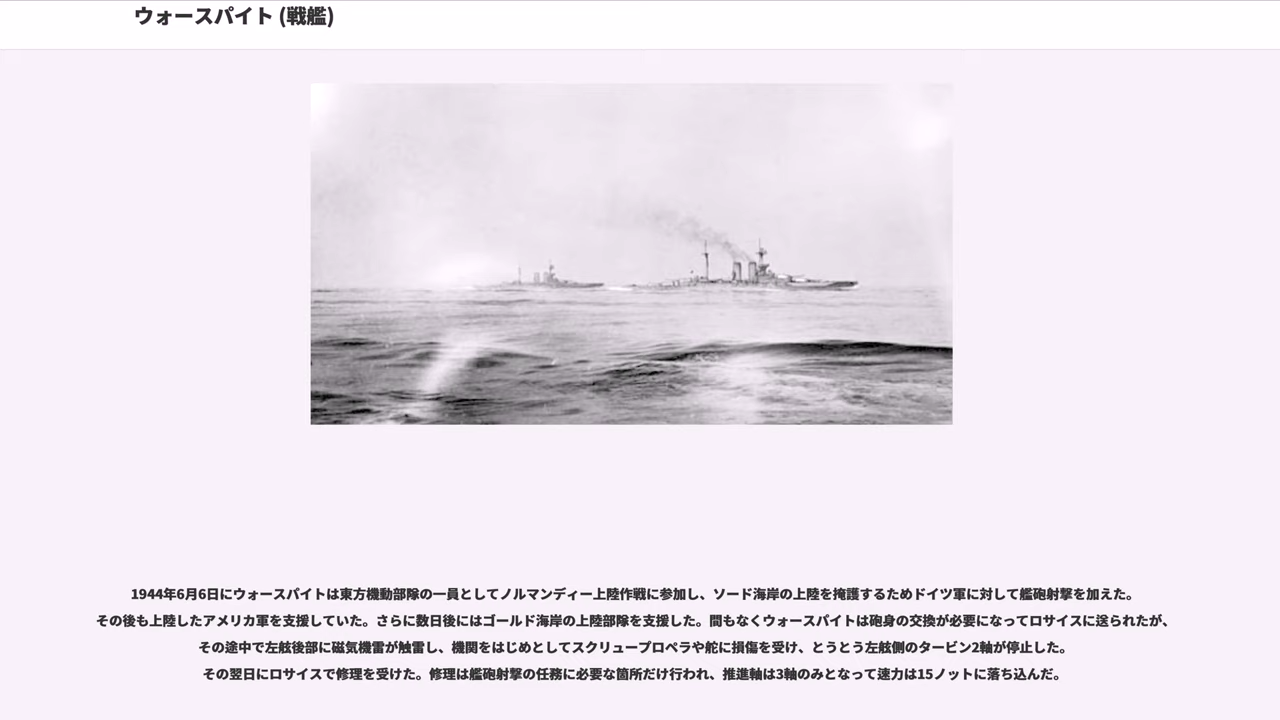 ウォースパイト (戦艦)
1944年6月6日にウォースパイトは東方機動部隊の一員としてノルマンディー上陸作戦に参加し、ソード海岸の上陸を掩護するためドイツ軍に対して艦砲射撃を加えた。
その後も上陸したアメリカ軍を支援していた。さらに数日後にはゴールド海岸の上陸部隊を支援した。間もなくウォースパイトは砲身の交換が必要になってロサイスに送られたが、
その途中で左舷後部に磁気機雷が触雷し、機関をはじめとしてスクリュープロペラや舵に損傷を受け、とうとう左舷側のタービン2軸が停止した。
その翌日にロサイスで修理を受けた。修理は艦砲射撃の任務に必要な箇所だけ行われ、推進軸は3軸のみとなって速力は15ノットに落ち込んだ。